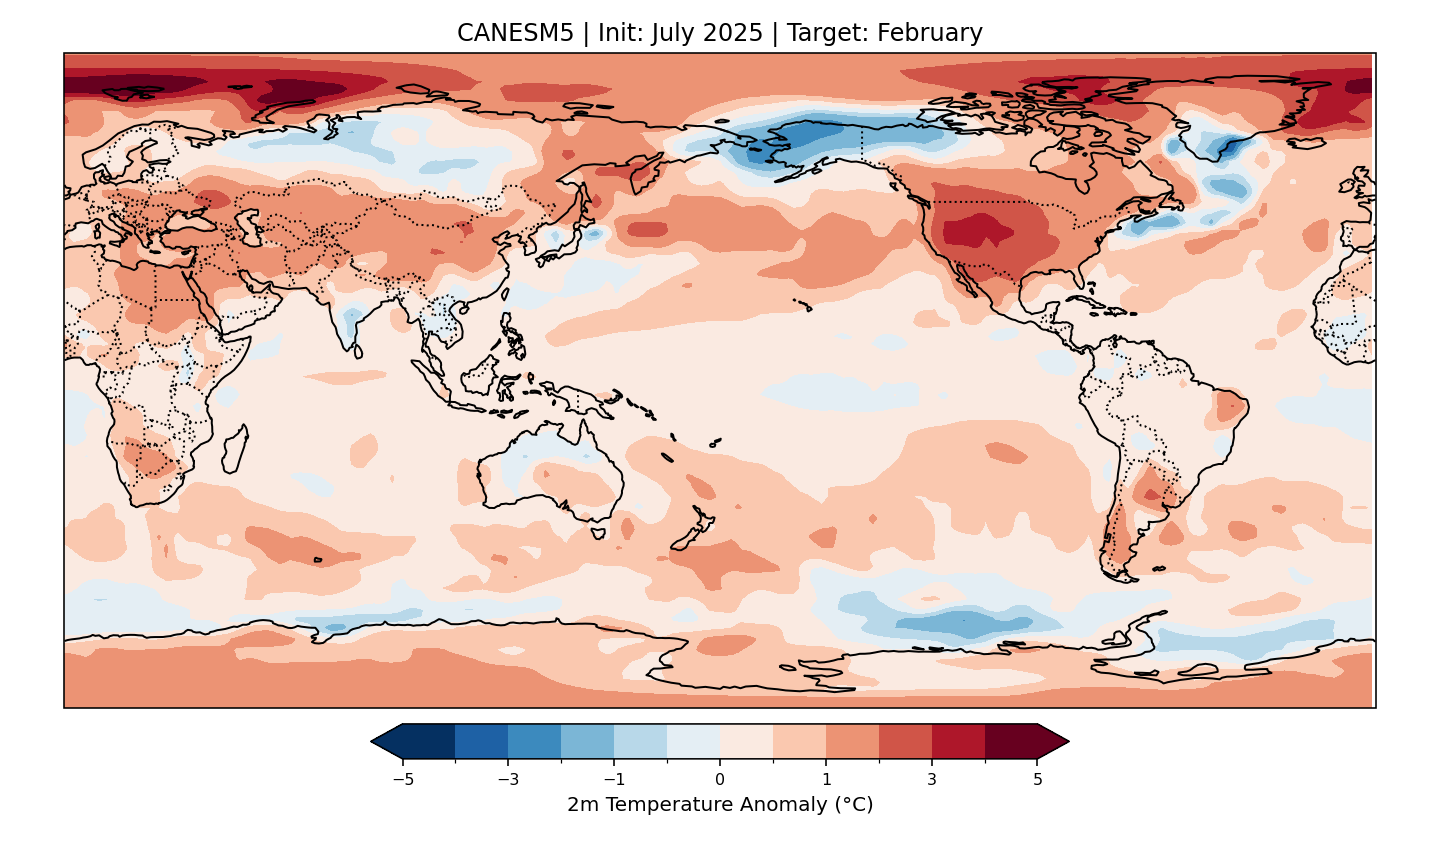 CANESM5 | Init: July 2025 | Target: February
−5 −3 −1 0 1 3 5
2m Temperature Anomaly (°C)